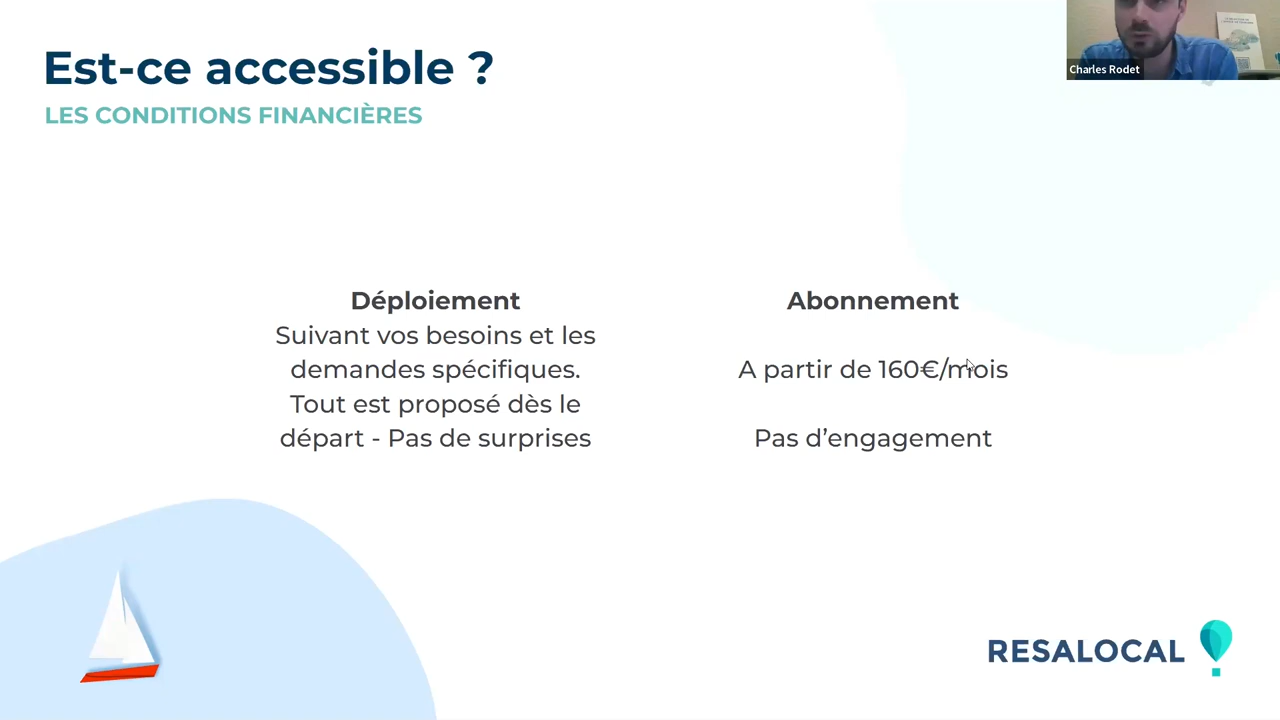 Est-ce accessible ?
LES CONDITIONS FINANCIÈRES
Charles Rodet
Déploiement
Suivant vos besoins et les
demandes spécifiques.
Tout est proposé dès le
départ - Pas de surprises
Abonnement
A partir de 160€/mois
Pas d’engagement
RESALOCAL